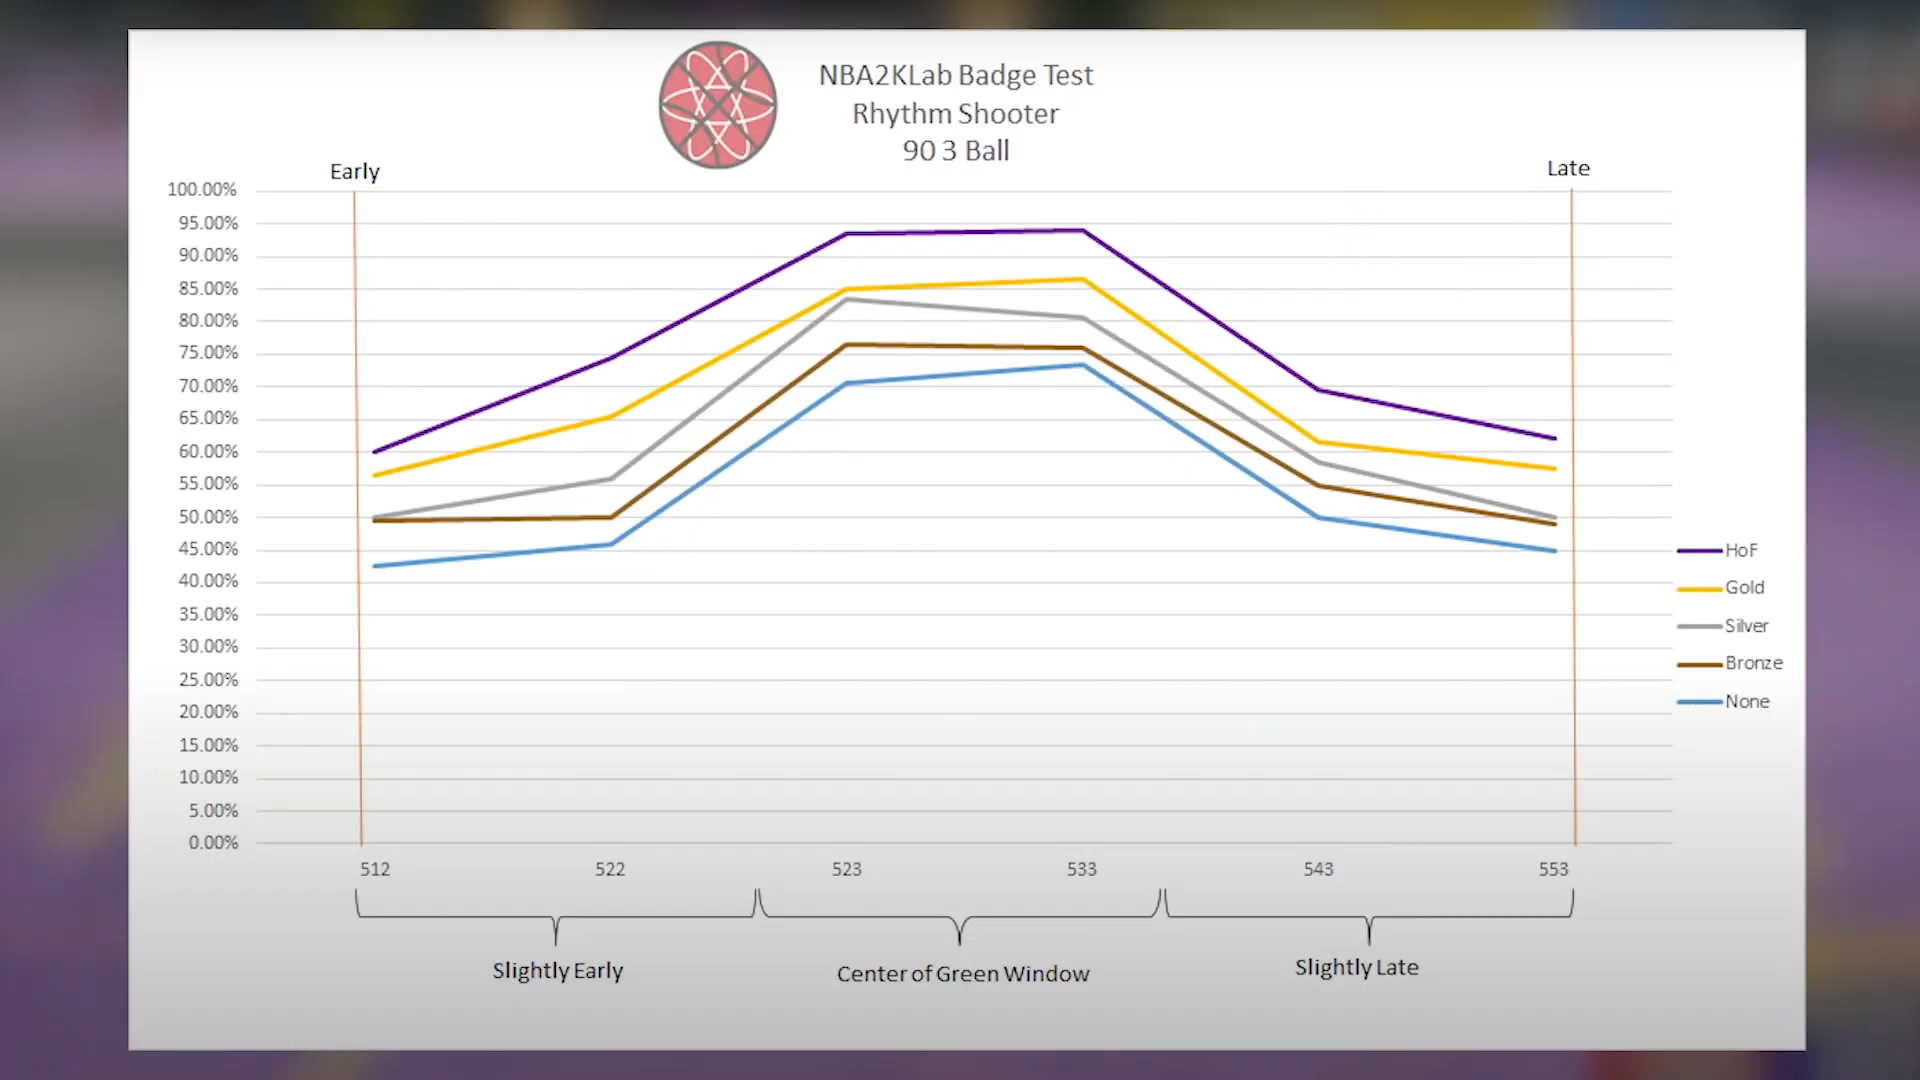 NBA2KLab Badge Test
Rhythm Shooter
90 3 Ball
Early
Late
100.00%
95.00%
90.00%
85.00%
80.00%
75.00%
70.00%
65.00%
60.00%
55.00%
50.00%
45.00%
40.00%
35.00%
30.00%
25.00%
20.00%
15.00%
10.00%
5.00%
0.00%
HoF
Gold
Silver
Bronze
None
512 522 523 533 543 553
Slightly Early
Center of Green Window
Slightly Late